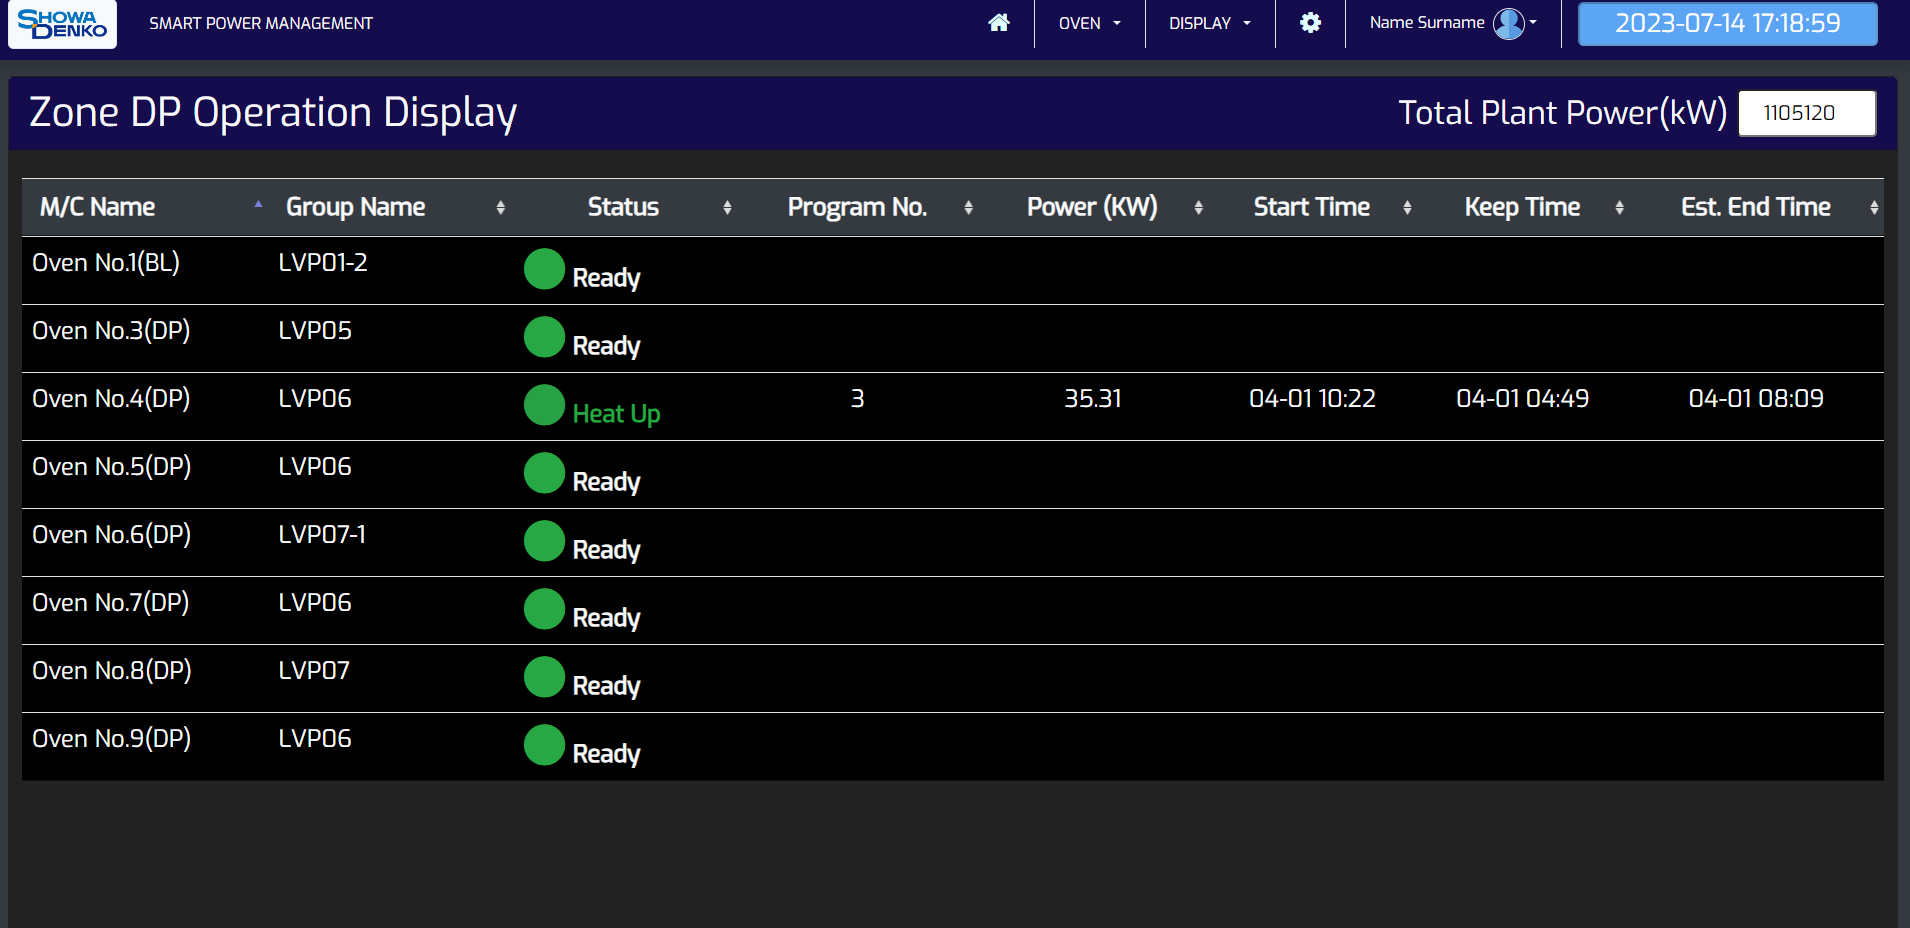 SHOWA
DENKO
SMART POWER MANAGEMENT
OVEN
DISPLAY
Name Surname
2023-07-14 17:18:59
Zone DP Operation Display
Total Plant Power(kW) 1105120
M/C Name Group Name Status Program No. Power (KW) Start Time Keep Time Est. End Time
Oven No.1(BL) LVP01-2 Ready
Oven No.3(DP) LVP05 Ready
Oven No.4(DP) LVP06 Heat Up 3 35.31 04-01 10:22 04-01 04:49 04-01 08:09
Oven No.5(DP) LVP06 Ready
Oven No.6(DP) LVP07-1 Ready
Oven No.7(DP) LVP06 Ready
Oven No.8(DP) LVP07 Ready
Oven No.9(DP) LVP06 Ready